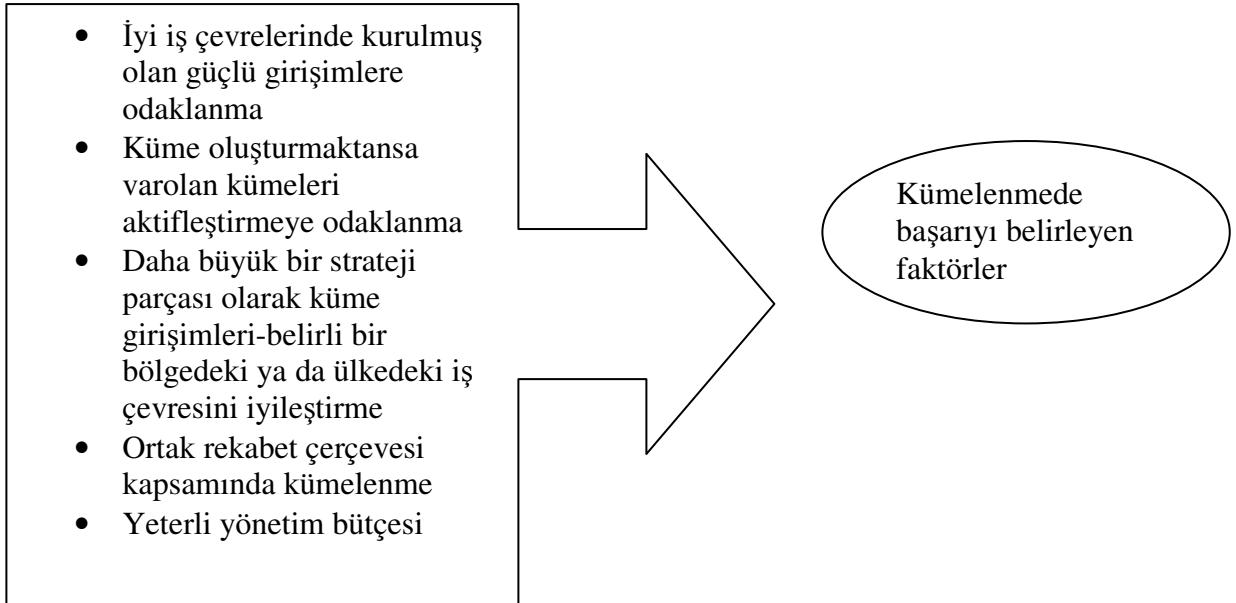 • İyi iş çevrelerinde kurulmuş
olan güçlü girişimlere
odaklanma
• Küme oluşturmaktansa
varolan kümeleri
aktifleştirmeye odaklanma
• Daha büyük bir strateji
parçası olarak küme
girişimleri-belirli bir
bölgedeki ya da ülkedeki iş
çevresini iyileştirme
• Ortak rekabet çerçevesi
kapsamında kümelenme
• Yeterli yönetim bütçesi
Kümelenmede
başarıyı belirleyen
faktörler